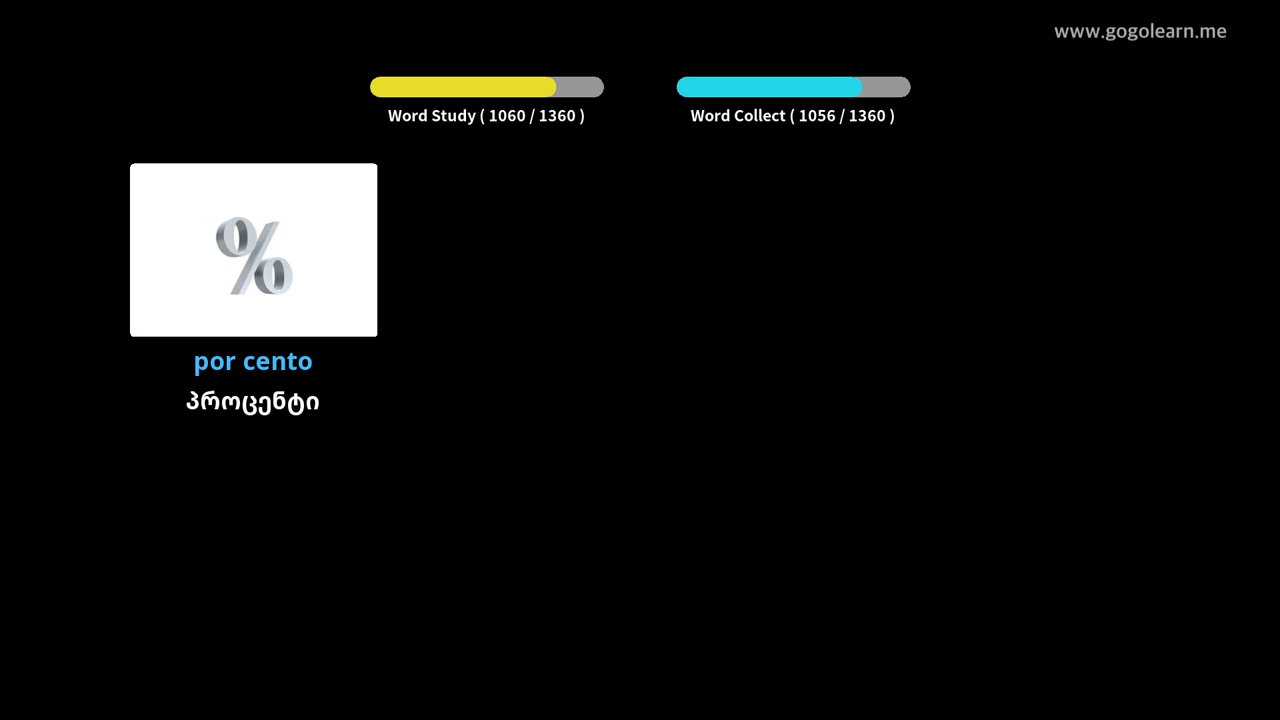 www.gogolearn.me
Word Study ( 1060 / 1360 )
Word Collect ( 1056 / 1360 )
%
por cento
პროცენტი